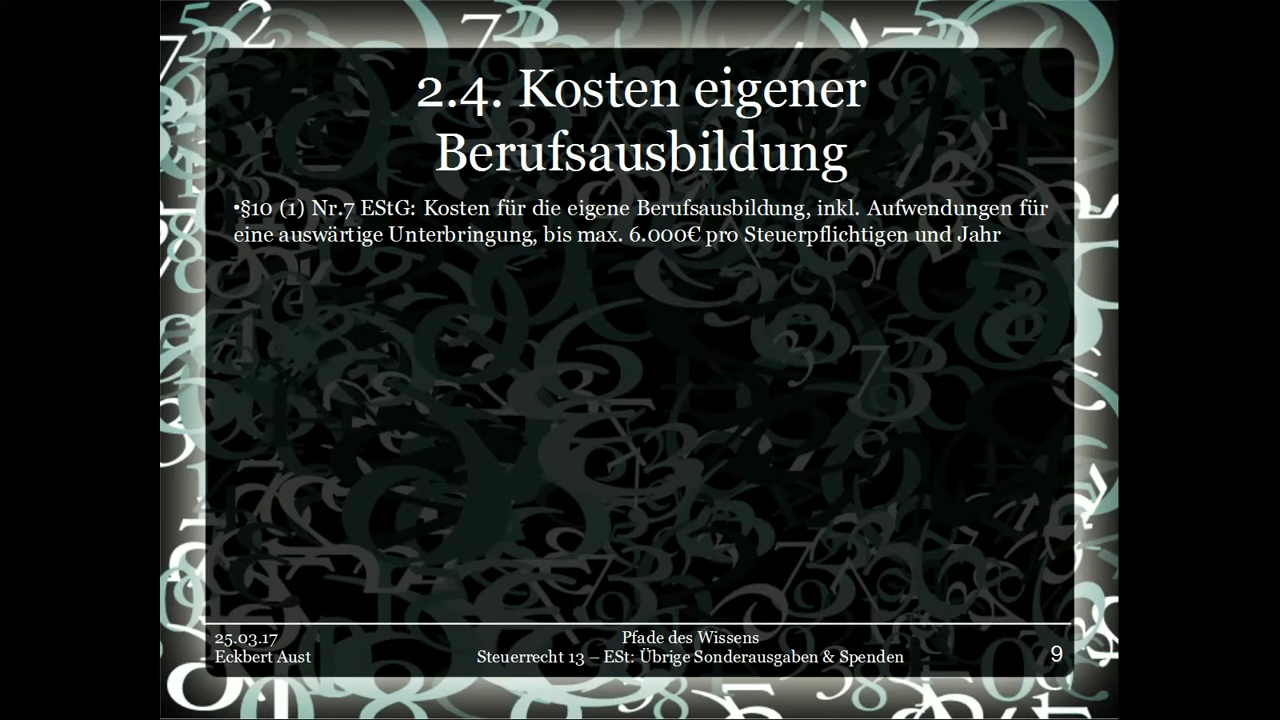 2.4. Kosten eigener
Berufsausbildung
•§10 (1) Nr.7 EStG: Kosten für die eigene Berufsausbildung, inkl. Aufwendungen für
eine auswärtige Unterbringung, bis max. 6.000€ pro Steuerpflichtigen und Jahr
25.03.17
Eckbert Aust
Pfade des Wissens
Steuerrecht 13 – ESt: Übrige Sonderausgaben & Spenden
9